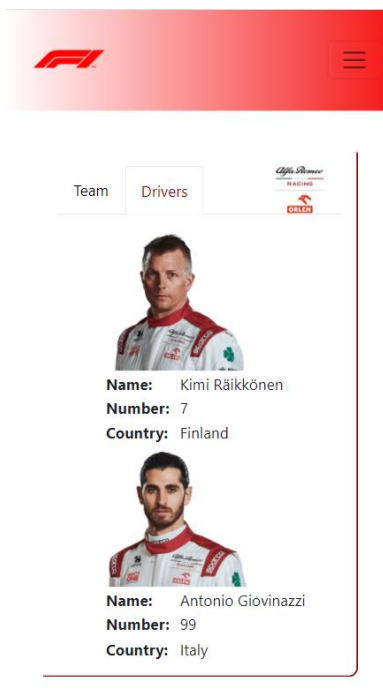 F1
Team
Drivers
Alfa Romeo
RACING
ORLEN
Name: Kimi Räikkönen
Number: 7
Country: Finland
Name: Antonio Giovinazzi
Number: 99
Country: Italy